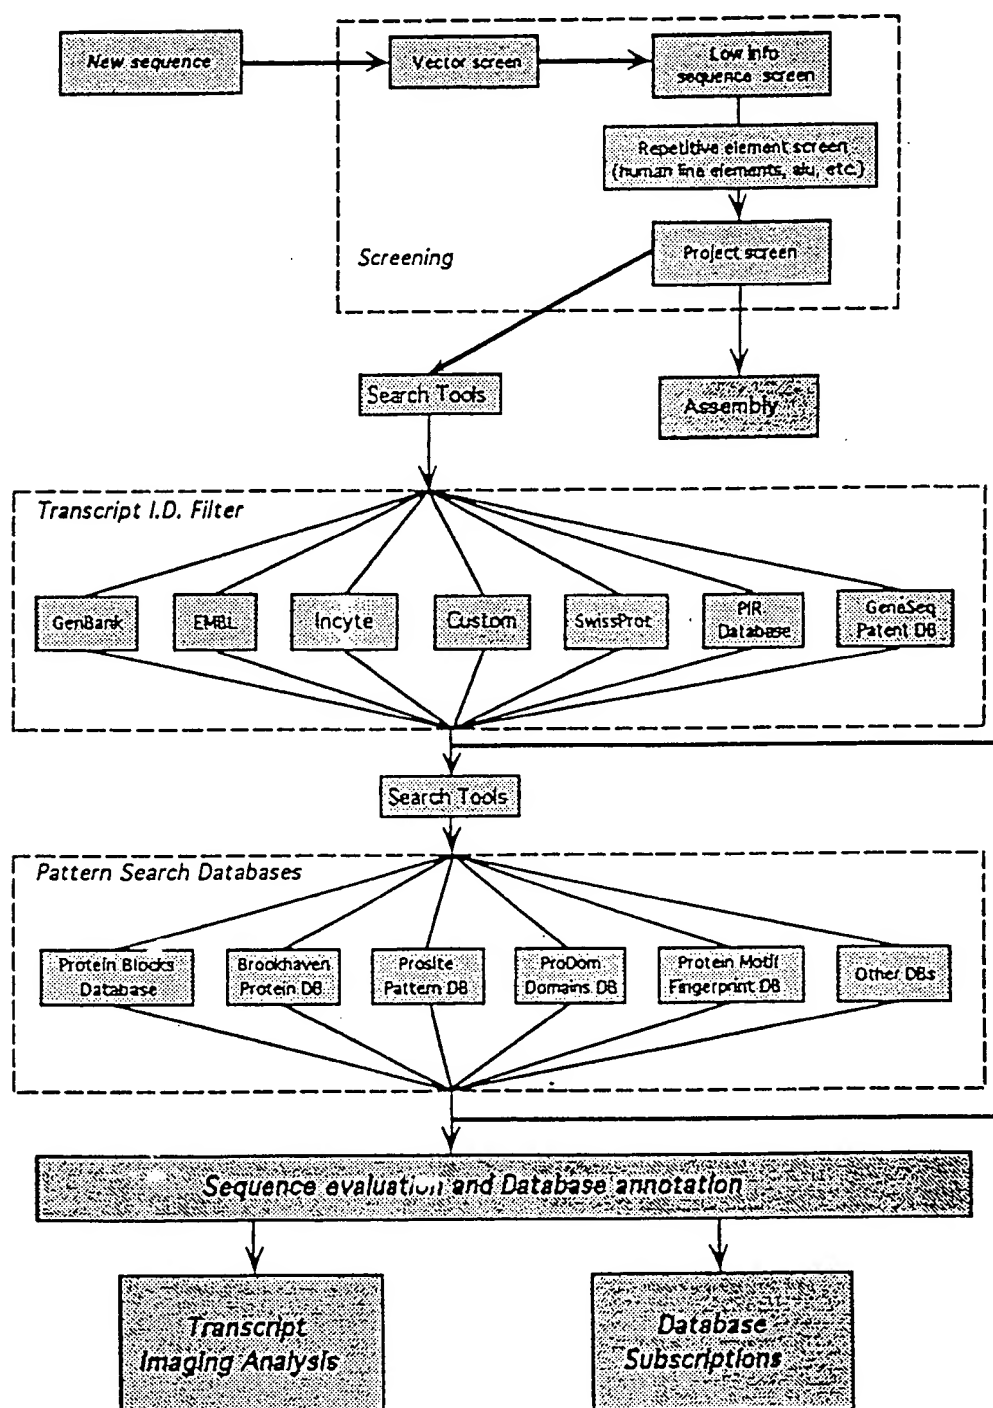 New sequence
Vector screen
Low info
sequence screen
Repetitive element screen
(human line elements, alu, etc.)
Project screen
Screening
Search Tools
Assembly
Transcript I.D. Filter
GenBank
EMBL
Incyte
Custom
SwissProt
PIR
Database
GeneSeq
Patent DB
Search Tools
Pattern Search Databases
Protein Blocks
Database
Brookhaven
Protein DB
Prosite
Pattern DB
ProDom
Domains DB
Protein Motif
Fingerprint DB
Other DBs
Sequence evaluation and Database annotation
Transcript
Imaging Analysis
Database
Subscriptions